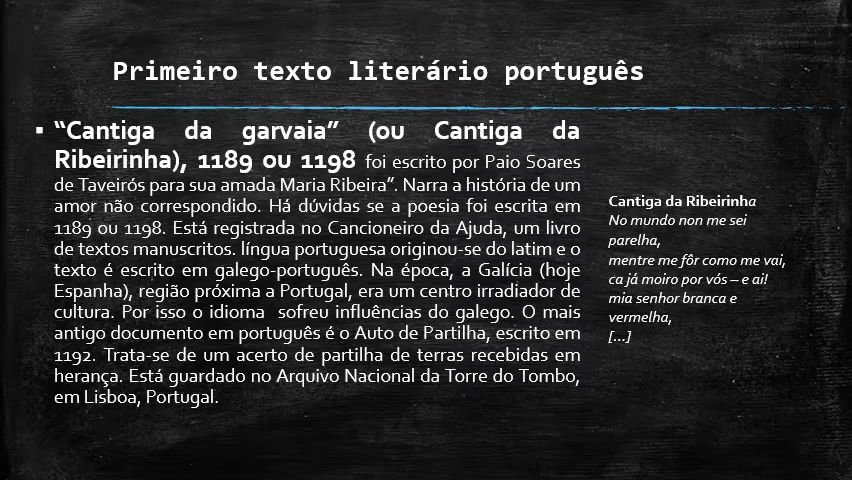 Primeiro texto literário português
▪ “Cantiga da garvaia” (ou Cantiga da
Ribeirinha), 1189 ou 1198 foi escrito por Paio Soares
de Taveirós para sua amada Maria Ribeira”. Narra a história de um
amor não correspondido. Há dúvidas se a poesia foi escrita em
1189 ou 1198. Está registrada no Cancioneiro da Ajuda, um livro
de textos manuscritos. língua portuguesa originou-se do latim e o
texto é escrito em galego-português. Na época, a Galícia (hoje
Espanha), região próxima a Portugal, era um centro irradiador de
cultura. Por isso o idioma sofreu influências do galego. O mais
antigo documento em português é o Auto de Partilha, escrito em
1192. Trata-se de um acerto de partilha de terras recebidas em
herança. Está guardado no Arquivo Nacional da Torre do Tombo,
em Lisboa, Portugal.
Cantiga da Ribeirinha
No mundo non me sei
parelha,
mentre me fôr como me vai,
ca já moiro por vós – e ai!
mia senhor branca e
vermelha,
[...]